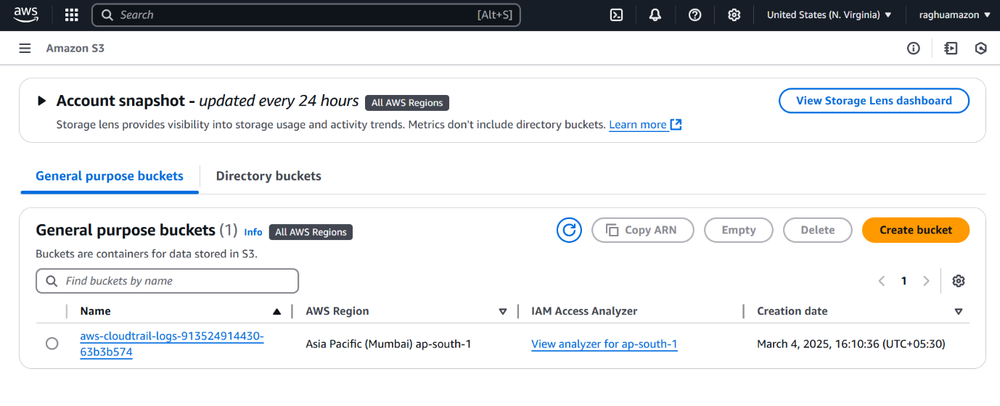 aws
Search [Alt+S] United States (N. Virginia) raghuamazon
Amazon S3
Account snapshot - updated every 24 hours All AWS Regions View Storage Lens dashboard
Storage lens provides visibility into storage usage and activity trends. Metrics don't include directory buckets. Learn more
General purpose buckets Directory buckets
General purpose buckets (1) Info All AWS Regions Copy ARN Empty Delete Create bucket
Buckets are containers for data stored in S3.
Find buckets by name 1
Name AWS Region IAM Access Analyzer Creation date
aws-cloudtrail-logs-913524914430-
63b3b574 Asia Pacific (Mumbai) ap-south-1 View analyzer for ap-south-1 March 4, 2025, 16:10:36 (UTC+05:30)